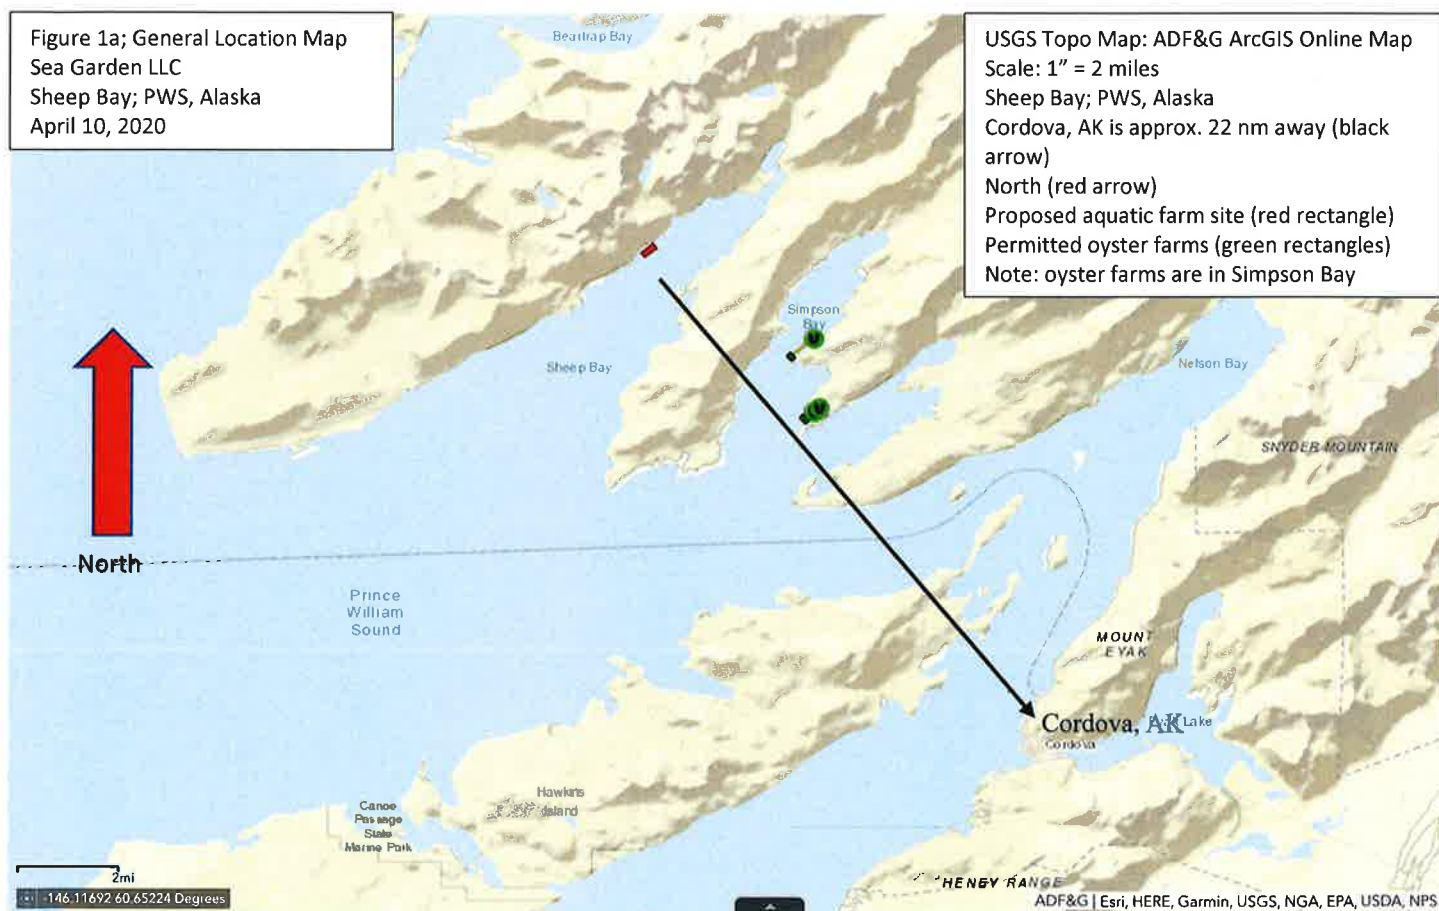 Figure 1a; General Location Map
Sea Garden LLC
Sheep Bay; PWS, Alaska
April 10, 2020
USGS Topo Map: ADF&G ArcGIS Online Map
Scale: 1” = 2 miles
Sheep Bay; PWS, Alaska
Cordova, AK is approx. 22 nm away (black
arrow)
North (red arrow)
Proposed aquatic farm site (red rectangle)
Permitted oyster farms (green rectangles)
Note: oyster farms are in Simpson Bay
Beartrap Bay
Simpson
Bay
Sheep Bay
Nelson Bay
SNYDER MOUNTAIN
North
Prince
William
Sound
MOUNT
EYAK
Cordova, AK
Lake
Cordova
Hawkins
Island
Canoe
Passage
State
Marine Park
HENEY RANGE
2mi
-146.11692 60.65224 Degrees
ADF&G | Esri, HERE, Garmin, USGS, NGA, EPA, USDA, NPS